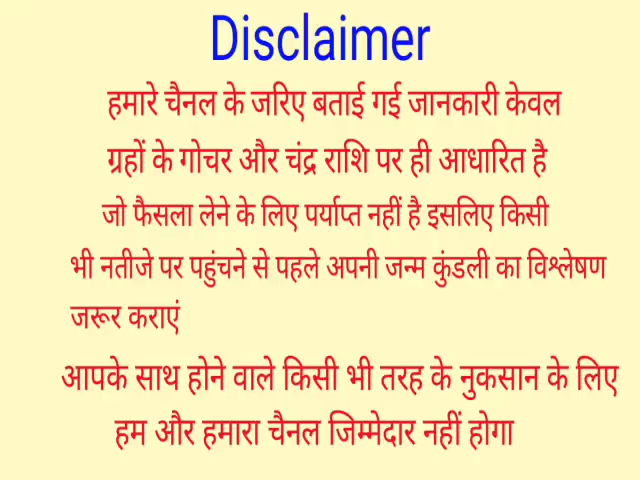 Disclaimer
हमारे चैनल के जरिए बताई गई जानकारी केवल
ग्रहों के गोचर और चंद्र राशि पर ही आधारित है
जो फैसला लेने के लिए पर्याप्त नहीं है इसलिए किसी
भी नतीजे पर पहुंचने से पहले अपनी जन्म कुंडली का विश्लेषण
जरूर कराएं
आपके साथ होने वाले किसी भी तरह के नुकसान के लिए
हम और हमारा चैनल जिम्मेदार नहीं होगा